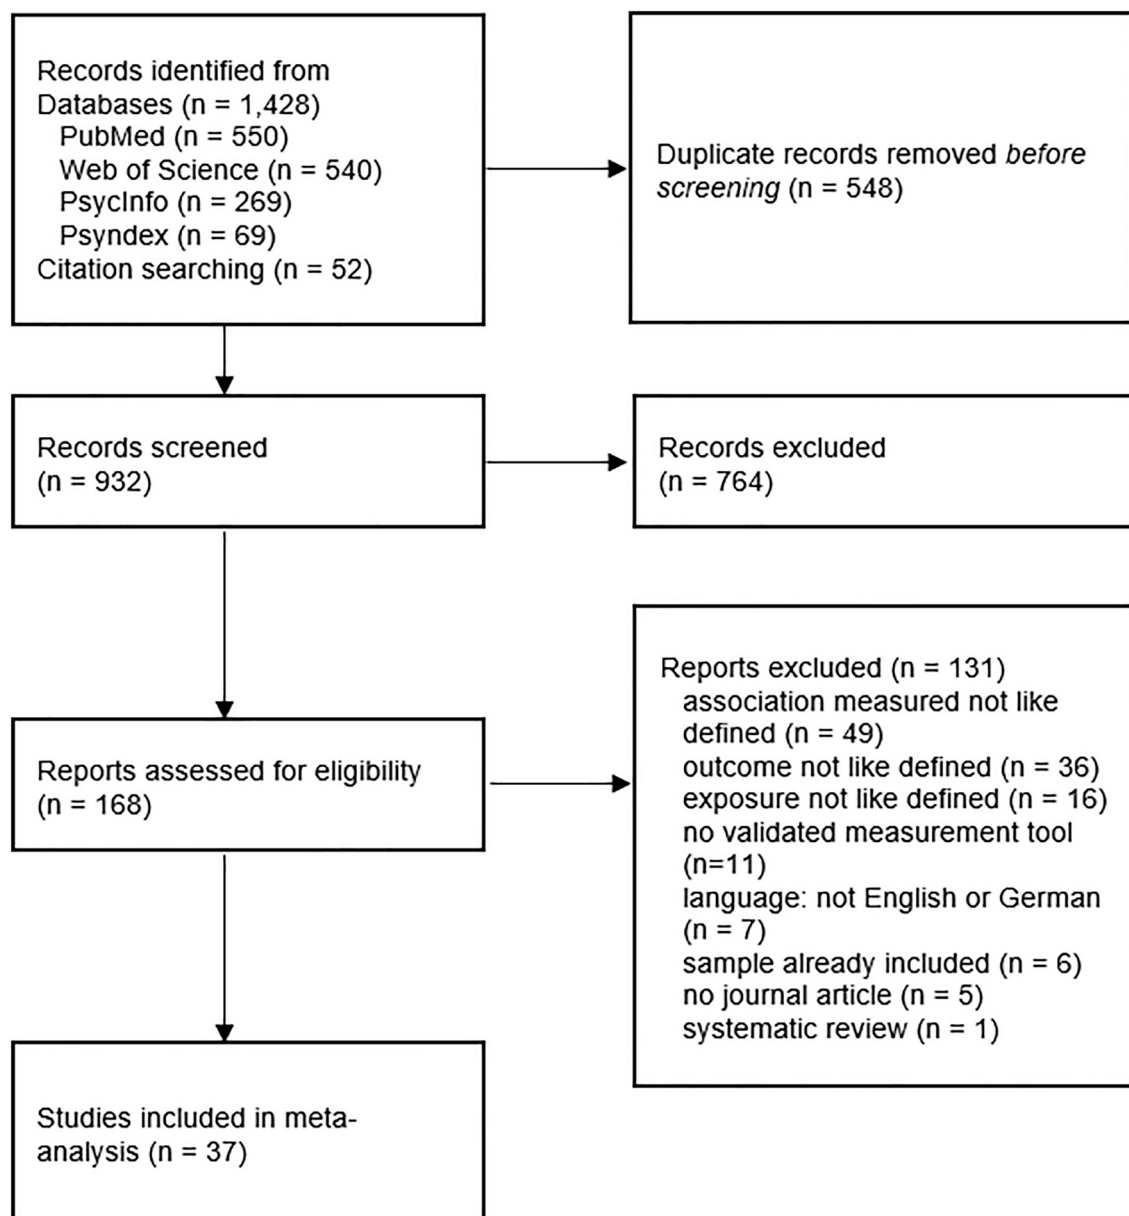 Records identified from
Databases (n = 1,428)
PubMed (n = 550)
Web of Science (n = 540)
PsycInfo (n = 269)
Psyndex (n = 69)
Citation searching (n = 52)
Duplicate records removed before
screening (n = 548)
Records screened
(n = 932)
Records excluded
(n = 764)
Reports assessed for eligibility
(n = 168)
Reports excluded (n = 131)
association measured not like
defined (n = 49)
outcome not like defined (n = 36)
exposure not like defined (n = 16)
no validated measurement tool
(n=11)
language: not English or German
(n = 7)
sample already included (n = 6)
no journal article (n = 5)
systematic review (n = 1)
Studies included in meta-
analysis (n = 37)